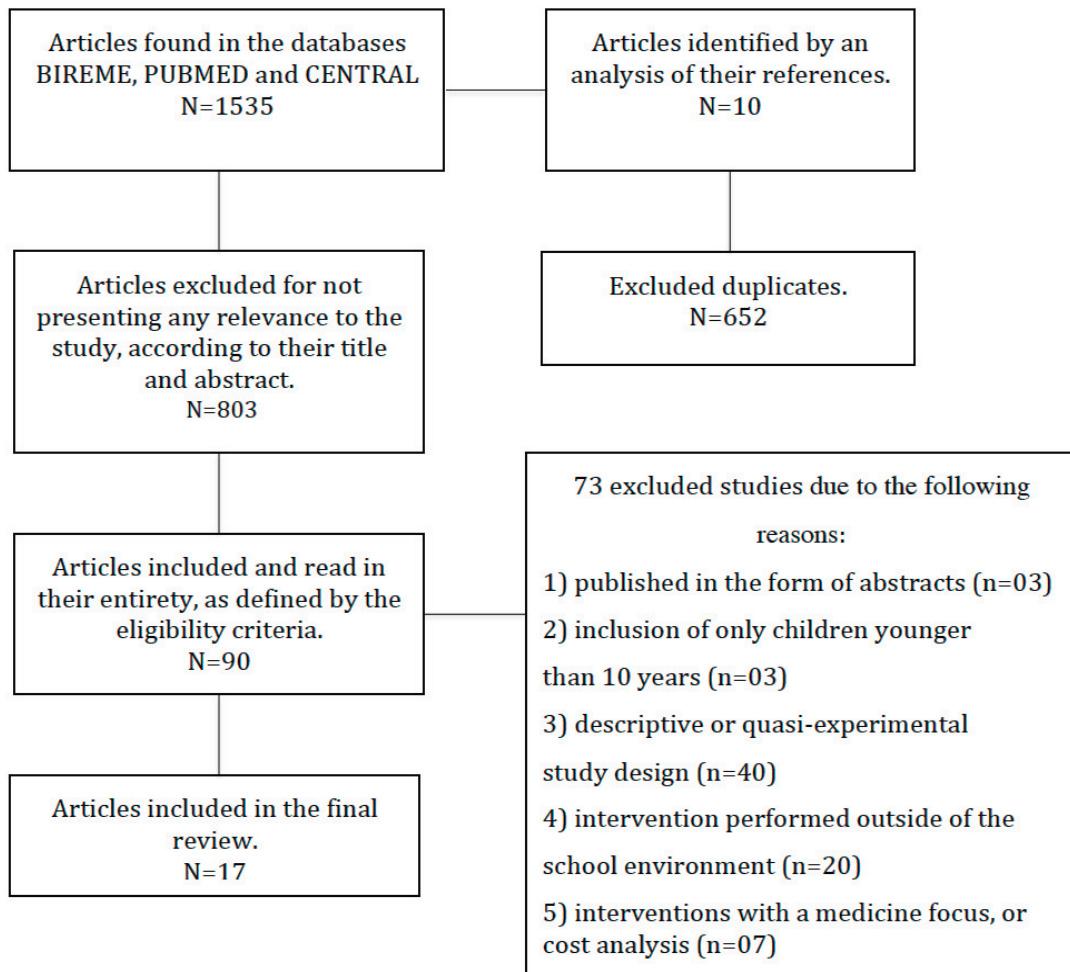 Articles found in the databases
BIREME, PUBMED and CENTRAL
N=1535
Articles identified by an
analysis of their references.
N=10
Articles excluded for not
presenting any relevance to the
study, according to their title
and abstract.
N=803
Excluded duplicates.
N=652
Articles included and read in
their entirety, as defined by the
eligibility criteria.
N=90
73 excluded studies due to the following
reasons:
1) published in the form of abstracts (n=03)
2) inclusion of only children younger
than 10 years (n=03)
3) descriptive or quasi-experimental
study design (n=40)
4) intervention performed outside of the
school environment (n=20)
5) interventions with a medicine focus, or
cost analysis (n=07)
Articles included in the final
review.
N=17